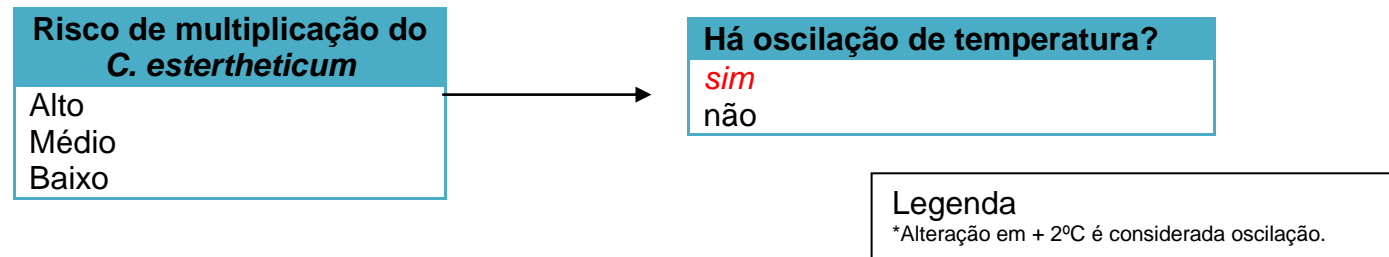 Risco de multiplicação do
C. estertheticum
Alto
Médio
Baixo
Há oscilação de temperatura?
sim
não
Legenda
*Alteração em + 2ºC é considerada oscilação.